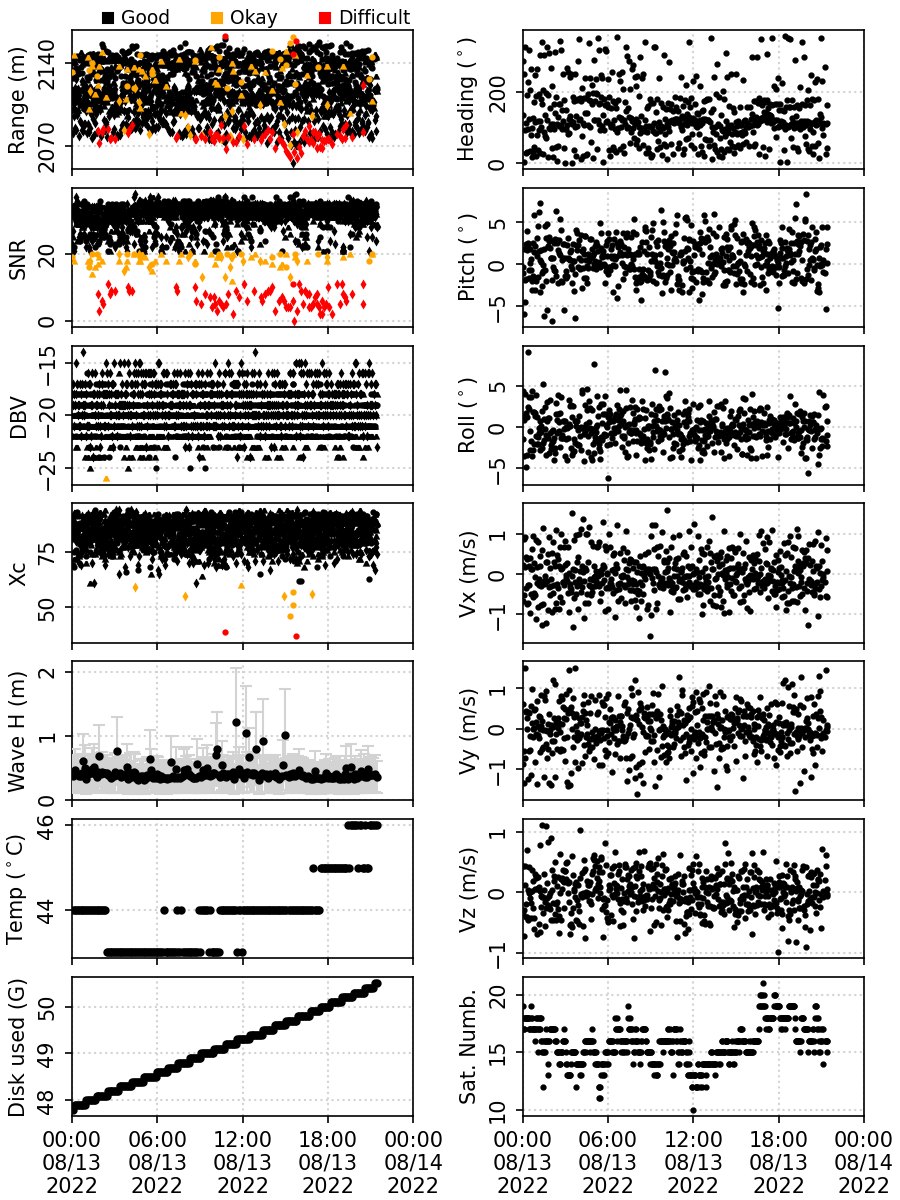 Good Okay Difficult
Range (m)
2140
2070
Heading (°)
200
0
SNR
20
0
Pitch (°)
5
0
−5
DBV
−15
−20
−25
Roll (°)
5
0
−5
Xc
75
50
Vx (m/s)
1
0
−1
Wave H (m)
2
1
0
Vy (m/s)
1
0
−1
Temp (°C)
46
44
Vz (m/s)
1
0
−1
Disk used (G)
50
49
48
Sat. Numb.
20
15
10
00:00 06:00 12:00 18:00 00:00
08/13 08/13 08/13 08/13 08/14
2022 2022 2022 2022 2022
00:00 06:00 12:00 18:00 00:00
08/13 08/13 08/13 08/13 08/14
2022 2022 2022 2022 2022